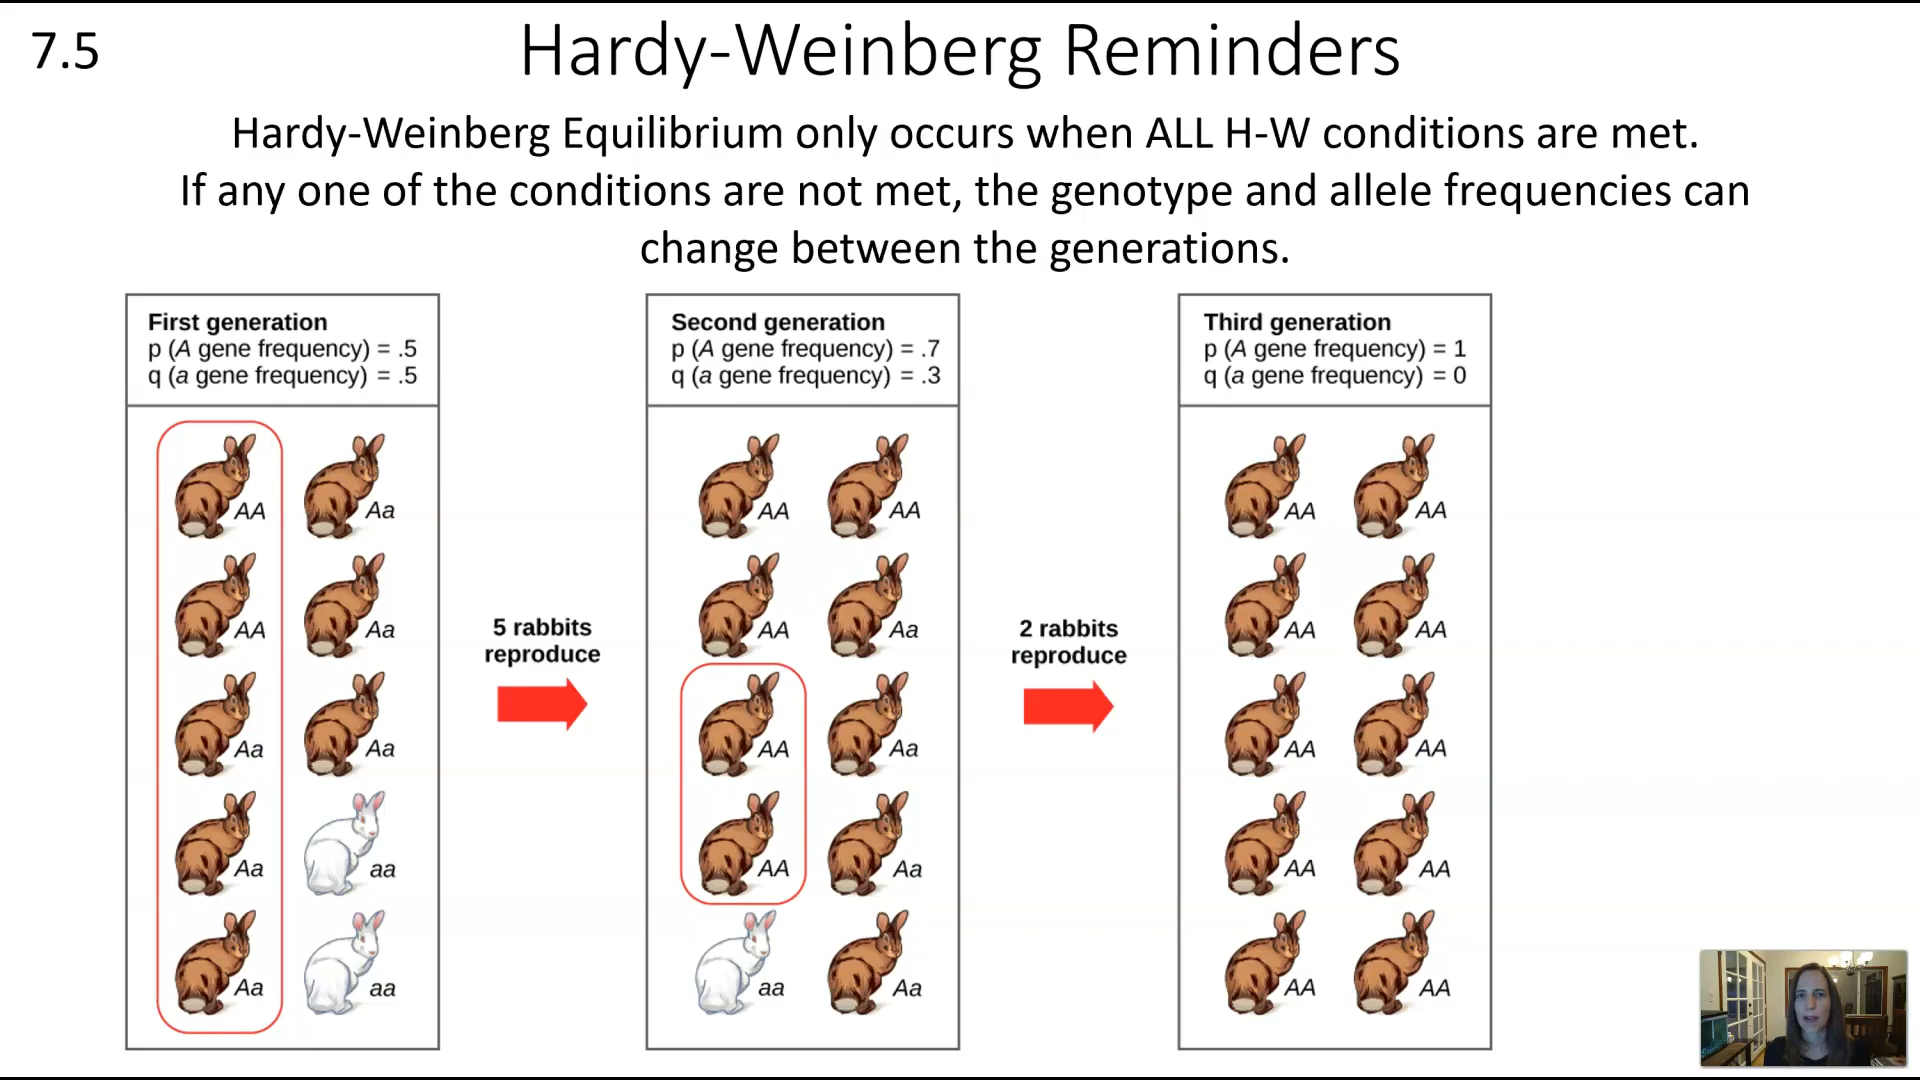 7.5
Hardy-Weinberg Reminders
Hardy-Weinberg Equilibrium only occurs when ALL H-W conditions are met.
If any one of the conditions are not met, the genotype and allele frequencies can
change between the generations.
First generation
p (A gene frequency) = .5
q (a gene frequency) = .5
AA Aa
AA Aa
Aa Aa
Aa aa
Aa aa
5 rabbits
reproduce
Second generation
p (A gene frequency) = .7
q (a gene frequency) = .3
AA AA
AA Aa
AA Aa
AA Aa
aa Aa
2 rabbits
reproduce
Third generation
p (A gene frequency) = 1
q (a gene frequency) = 0
AA AA
AA AA
AA AA
AA AA
AA AA